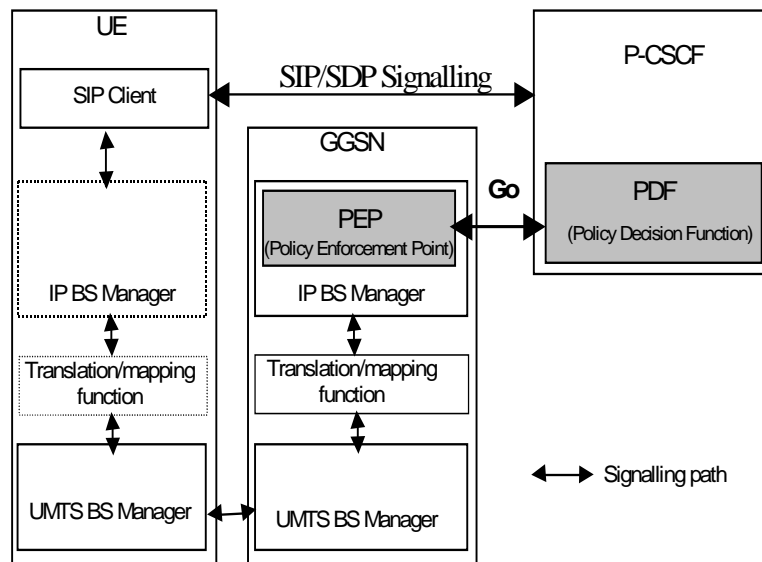 UE
SIP Client
IP BS Manager
Translation/mapping
function
UMTS BS Manager
SIP/SDP Signalling
GGSN
PEP
(Policy Enforcement Point)
IP BS Manager
Translation/mapping
function
UMTS BS Manager
Go
P-CSCF
PDF
(Policy Decision Function)
Signalling path